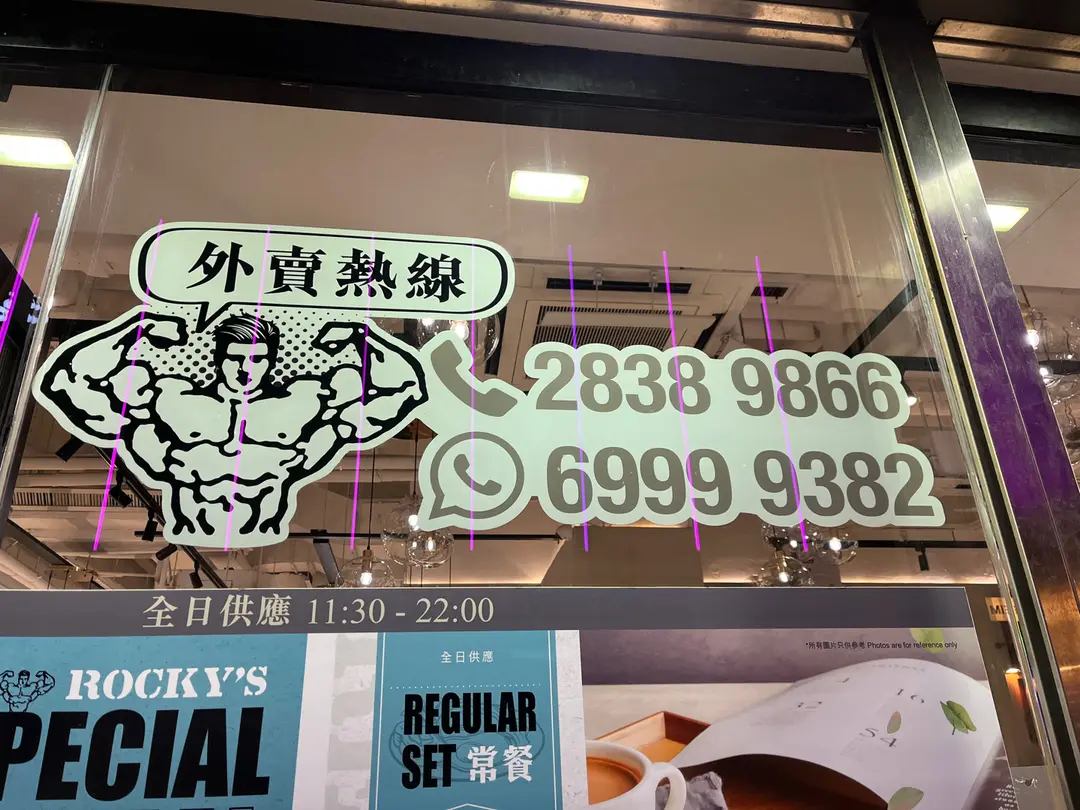 外賣熱線
2838 9866
6999 9382
全日供應 11:30 - 22:00
*所有圖片只供參考 Photos are for reference only
ROCKY'S
PECIAL
全日供應
REGULAR
SET 常餐